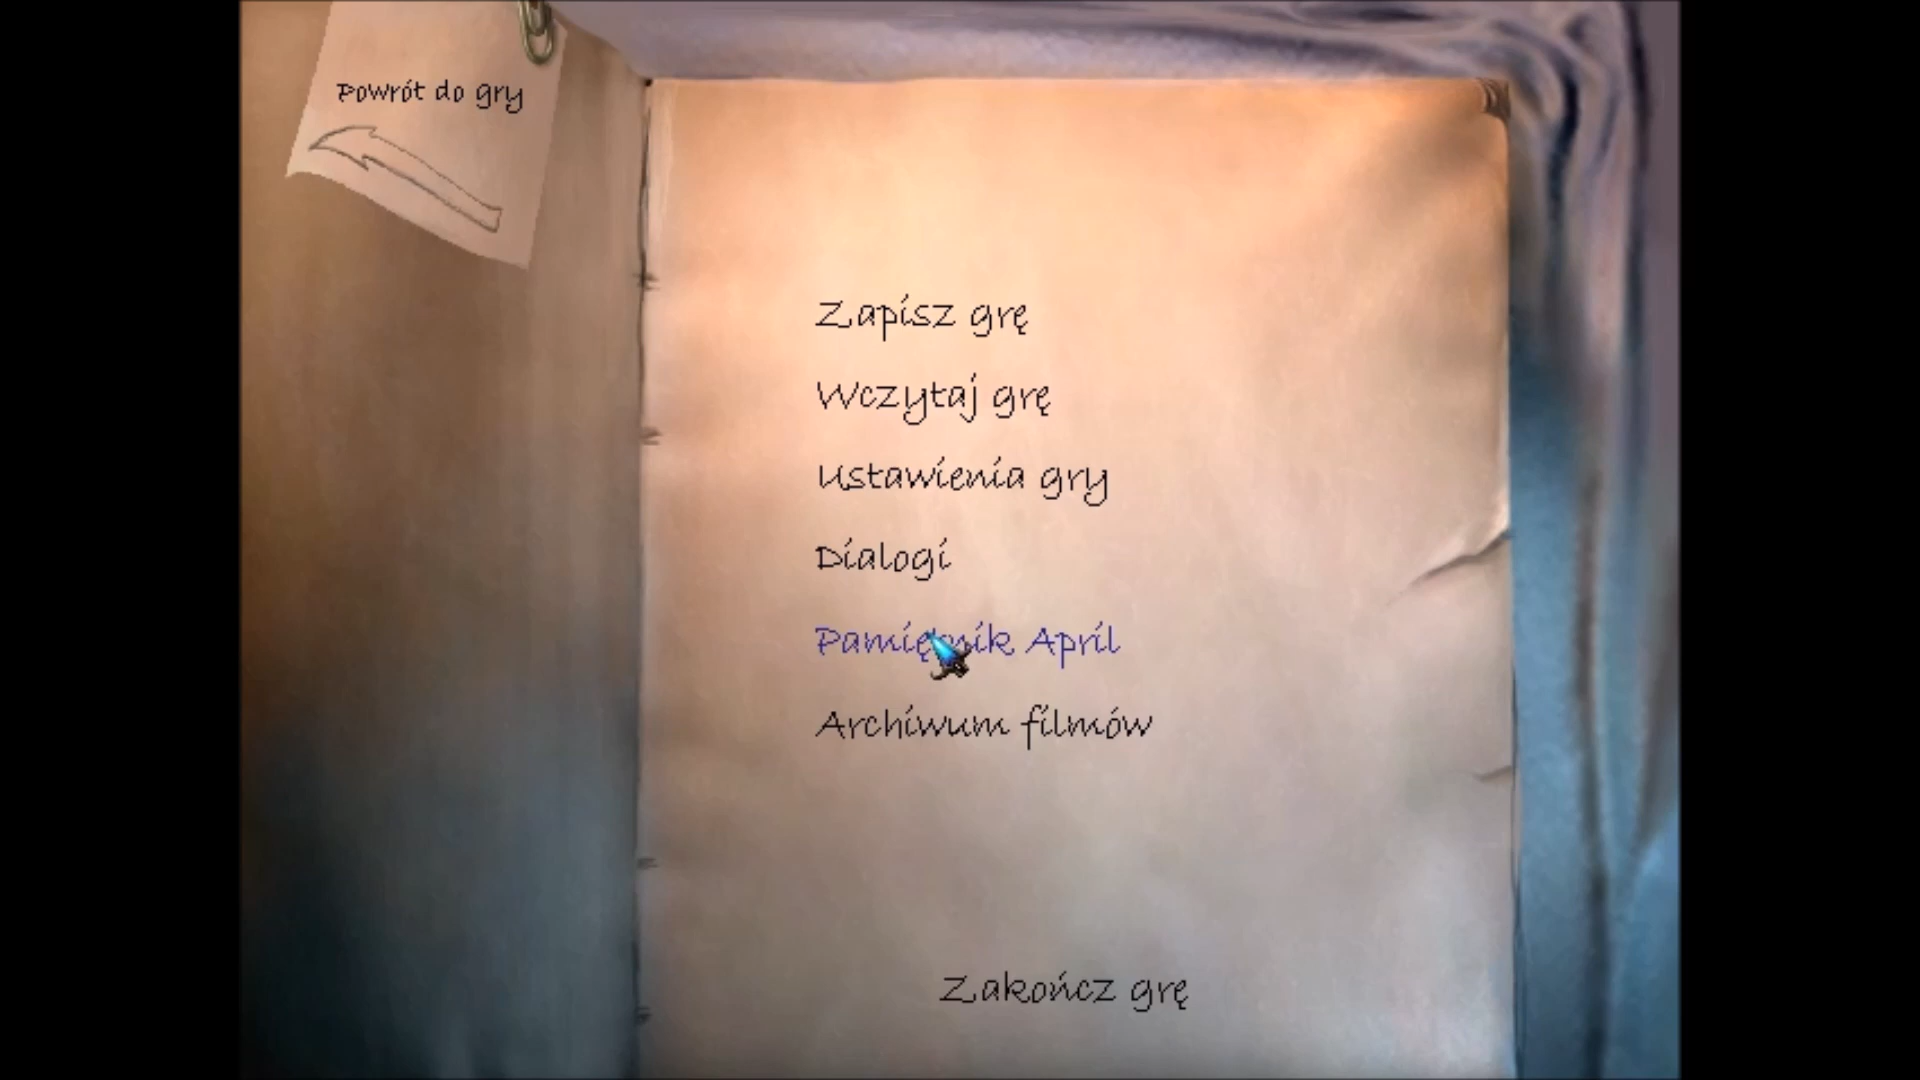 Powrót do gry
Zapisz grę
Wczytaj grę
Ustawienia gry
Dialogi
Pamiętnik April
Archiwum filmów
Zakończ grę